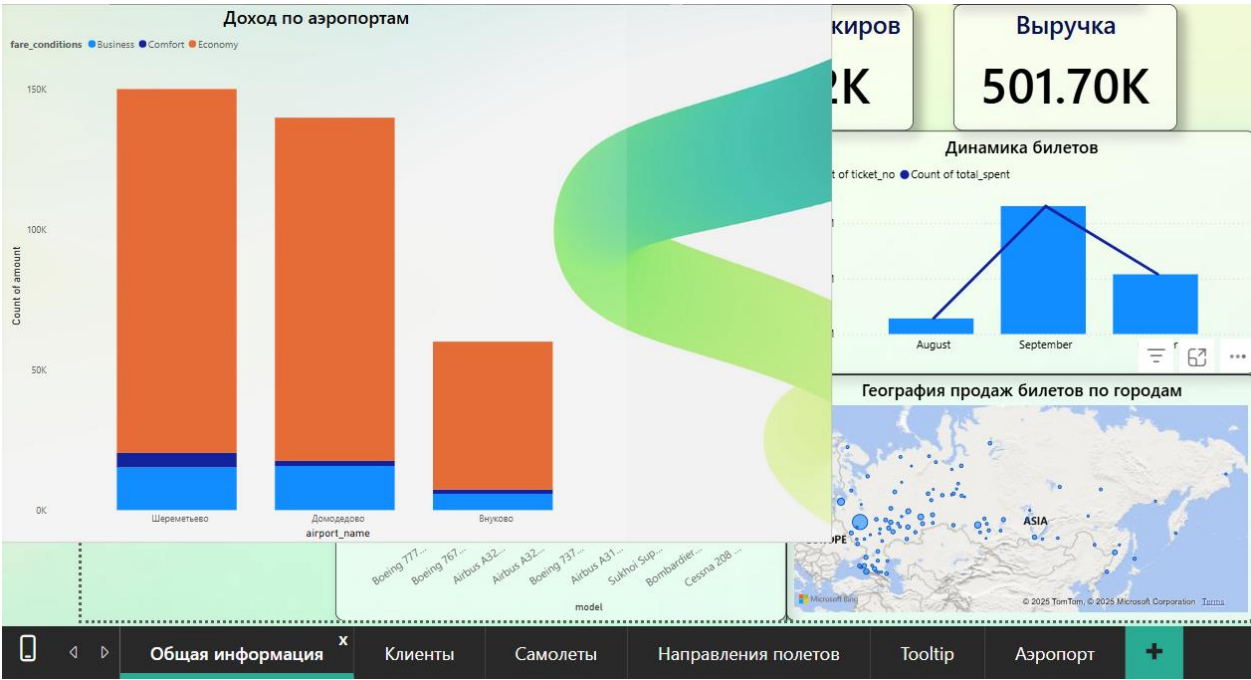 Доход по аэропортам
fare_conditions Business Comfort Economy
150K
100K
50K
0K
Count of amount
Шереметьево
Домодедово
Внуково
airport_name
киров
K
Выручка
501.70K
Динамика билетов
t of ticket_no Count of total_spent
August
September
География продаж билетов по городам
ASIA
Microsoft Bing
© 2025 TomTom, © 2025 Microsoft Corporation Terms
Boeing 777...
Boeing 767...
Airbus A32...
Airbus A32...
Boeing 737...
Airbus A31...
Sukhoi Sup...
Bombardier...
Cessna 208 ...
model
Общая информация x
Клиенты
Самолеты
Направления полетов
Tooltip
Аэропорт
+